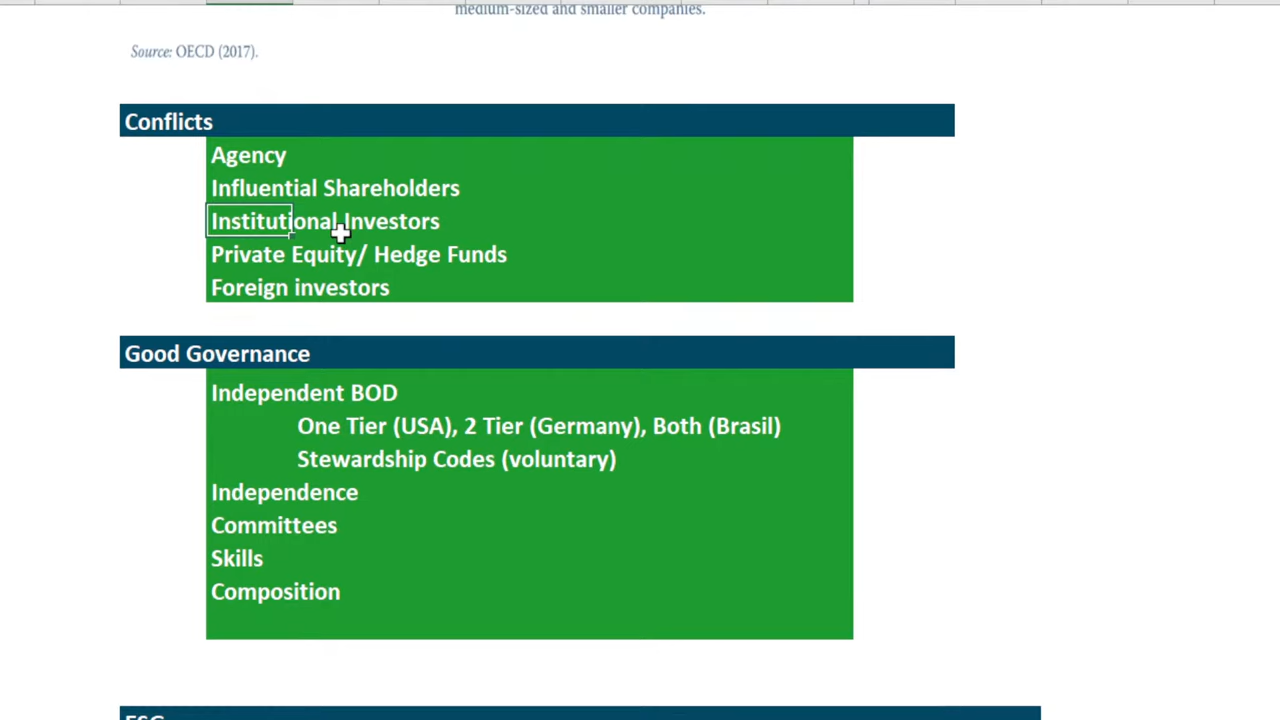 medium-sized and smaller companies.
Source: OECD (2017).
Conflicts
Agency
Influential Shareholders
Institutional Investors
Private Equity/ Hedge Funds
Foreign investors
Good Governance
Independent BOD
One Tier (USA), 2 Tier (Germany), Both (Brasil)
Stewardship Codes (voluntary)
Independence
Committees
Skills
Composition
ESG